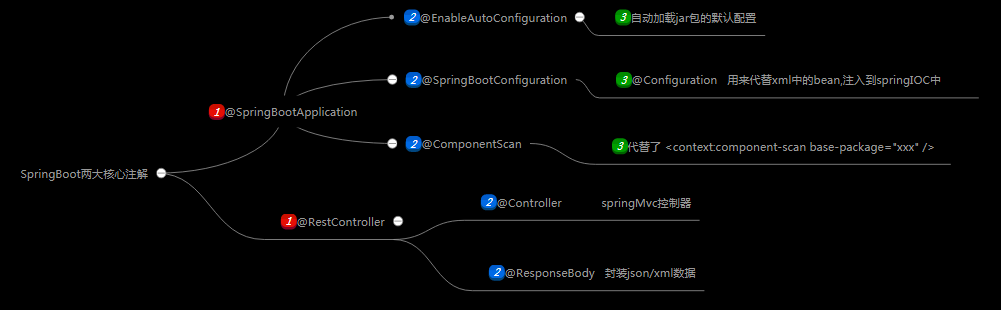 SpringBoot两大核心注解
1 @SpringBootApplication
2 @EnableAutoConfiguration
3 自动加载jar包的默认配置
2 @SpringBootConfiguration
3 @Configuration 用来代替xml中的bean,注入到springIOC中
2 @ComponentScan
3 代替了 <context:component-scan base-package="xxx" />
1 @RestController
2 @Controller springMvc控制器
2 @ResponseBody 封装json/xml数据